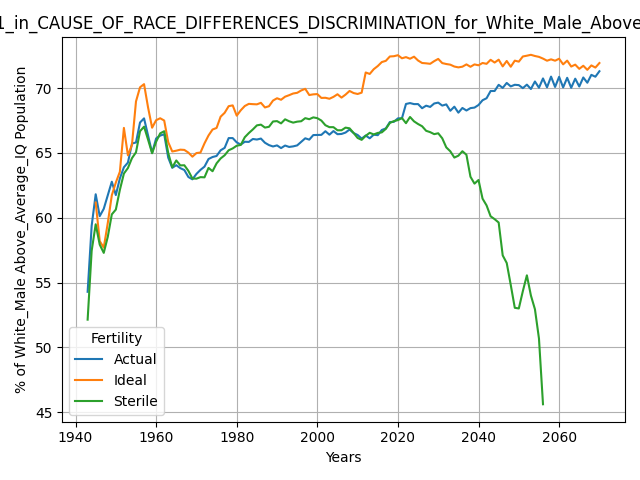 1_in_CAUSE_OF_RACE_DIFFERENCES_DISCRIMINATION_for_White_Male_Above
% of White_Male Above_Average_IQ Population
70
65
60
55
50
45
Fertility
Actual
Ideal
Sterile
1940 1960 1980 2000 2020 2040 2060
Years